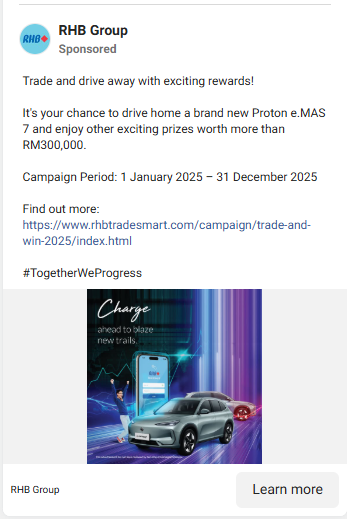 RHB
RHB Group
Sponsored
Trade and drive away with exciting rewards!
It's your chance to drive home a brand new Proton e.MAS
7 and enjoy other exciting prizes worth more than
RM300,000.
Campaign Period: 1 January 2025 – 31 December 2025
Find out more:
https://www.rhbtradesmart.com/campaign/trade-and-
win-2025/index.html
#TogetherWeProgress
Charge
ahead to blaze
new trails.
RHB
RHB Group
Learn more